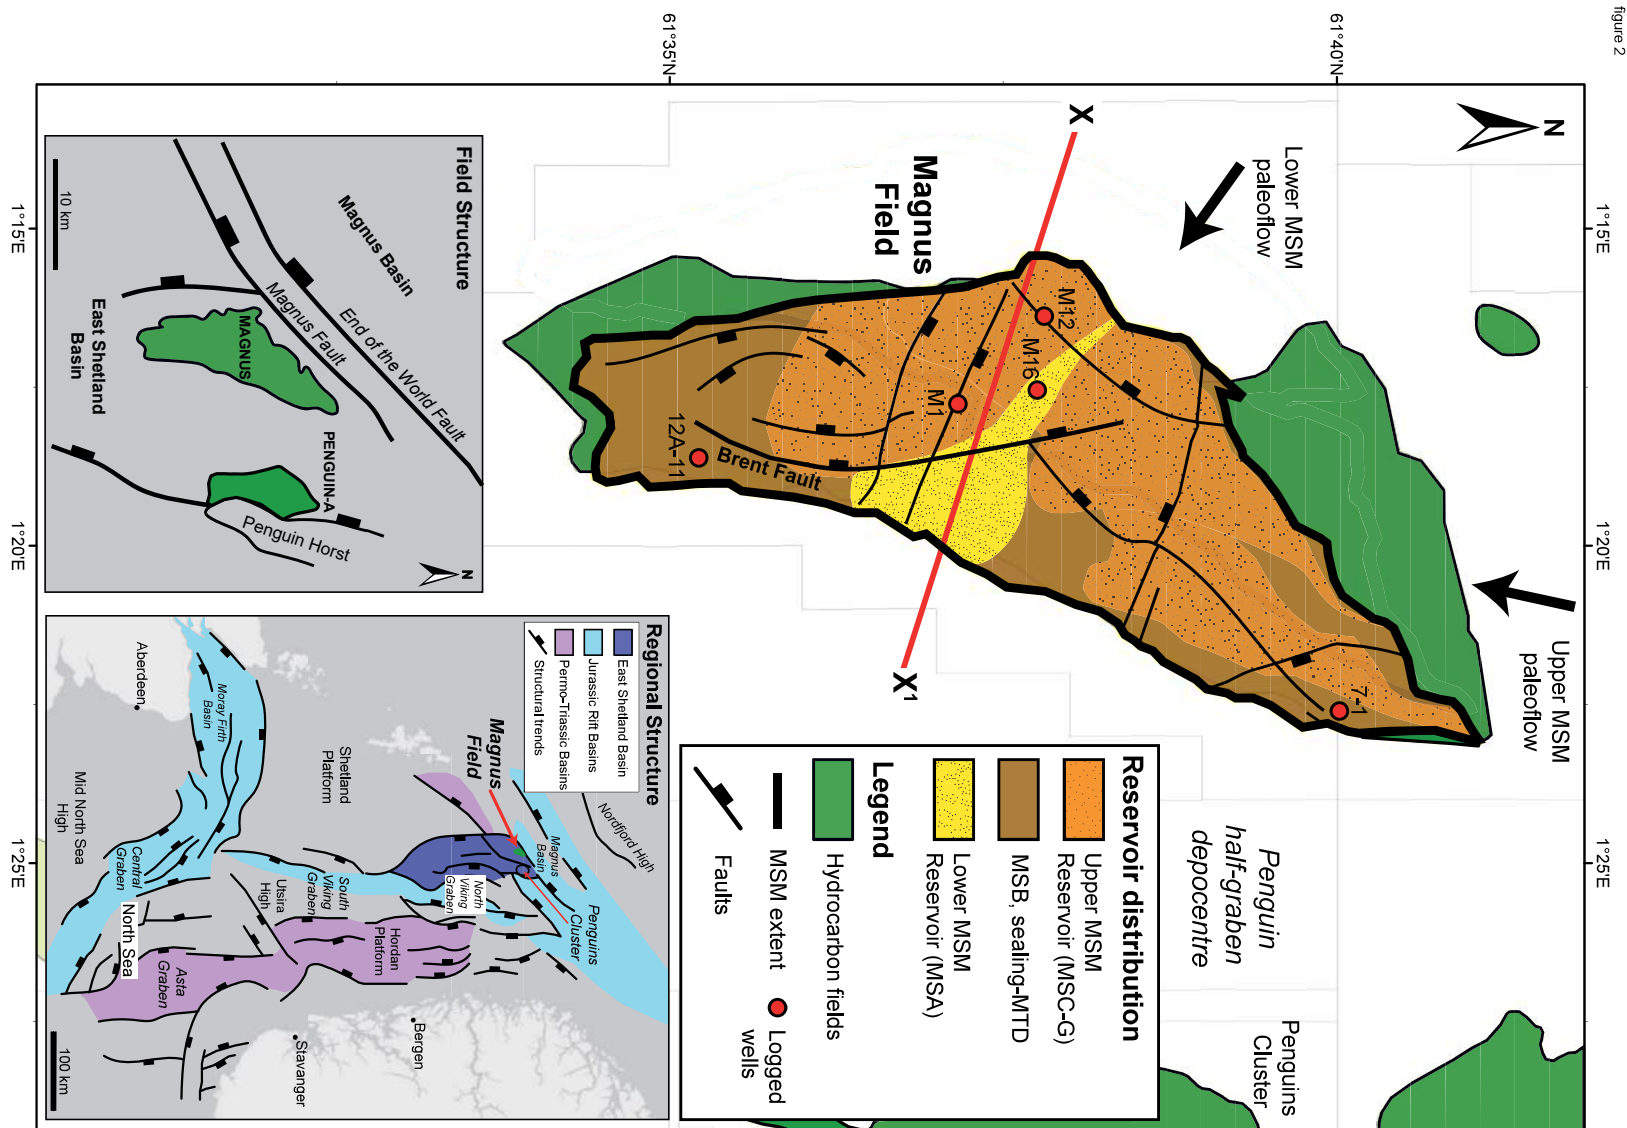 figure 2
61°35'N
61°40'N
1°15'E
1°20'E
1°25'E
1°15'E
1°20'E
1°25'E
N
Lower MSM
paleoflow
Upper MSM
paleoflow
X
X¹
Magnus
Field
M12
M16
M1
12A-11
7-1
Brent Fault
Penguin
half-graben
depocentre
Penguins
Cluster
Reservoir distribution
Upper MSM
Reservoir (MSC-G)
MSB, sealing-MTD
Lower MSM
Reservoir (MSA)
Legend
Hydrocarbon fields
MSM extent
Logged
wells
Faults
Field Structure
Magnus Basin
End of the World Fault
Magnus Fault
MAGNUS
East Shetland
Basin
PENGUIN-A
Penguin Horst
N
10 km
Regional Structure
East Shetland Basin
Jurassic Rift Basins
Permo-Triassic Basins
Structural trends
Magnus
Field
Nordfjord High
Magnus
Basin
Penguins
Cluster
Shetland
Platform
North
Viking
Graben
South
Viking
Graben
Utsira
High
Hordan
Platform
Moray Firth
Basin
Aberdeen
Mid North Sea
High
Central
Graben
North Sea
Asta
Graben
Bergen
Stavanger
100 km